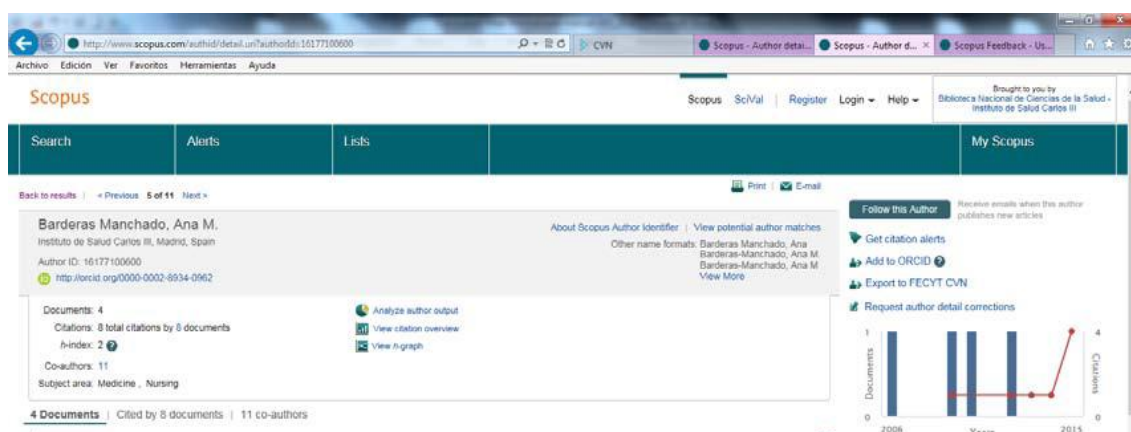 http://www.scopus.com/authid/detail.uri?authorId=16177100600
CVN
Scopus - Author detai...
Scopus - Author d...
Scopus Feedback - Us...
Archivo Edición Ver Favoritos Herramientas Ayuda
Scopus
Scopus SciVal | Register Login Help
Brought to you by
Biblioteca Nacional de Ciencias de la Salud -
Instituto de Salud Carlos III
Search Alerts Lists My Scopus
Back to results | < Previous 5 of 11 Next >
Print | E-mail
Barderas Manchado, Ana M.
Instituto de Salud Carlos III, Madrid, Spain
Author ID: 16177100600
http://orcid.org/0000-0002-8934-0962
About Scopus Author Identifier | View potential author matches
Other name formats: Barderas Manchado, Ana
Barderas-Manchado, Ana M.
Barderas-Manchado, Ana M
View More
Follow this Author
Receive emails when this author
publishes new articles
Get citation alerts
Add to ORCID
Export to FECYT CVN
Request author detail corrections
Documents: 4
Citations: 8 total citations by 8 documents
h-index: 2
Co-authors: 11
Subject area: Medicine , Nursing
Analyze author output
View citation overview
View h-graph
4 Documents | Cited by 8 documents | 11 co-authors
1
Documents
0
4
Citations
0
2006 Years 2015